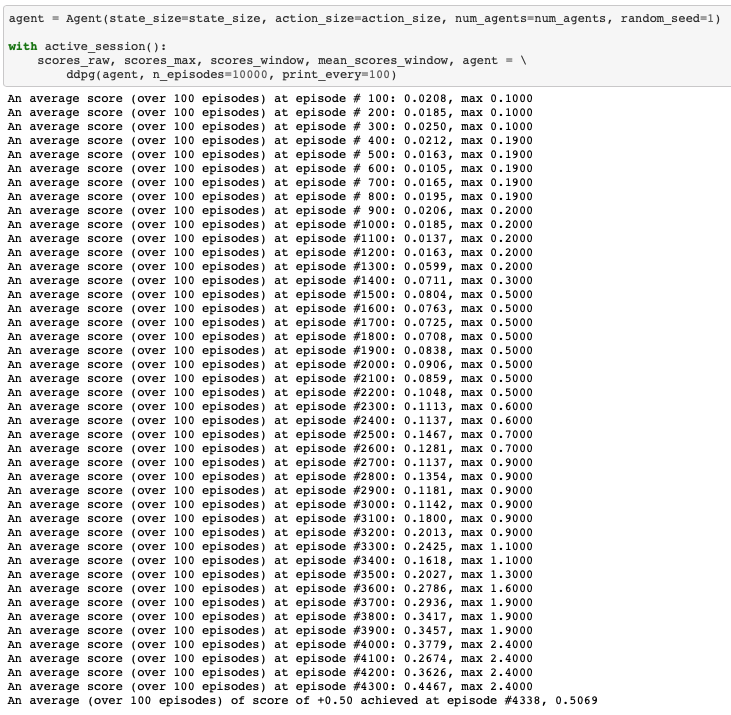 agent = Agent(state_size=state_size, action_size=action_size, num_agents=num_agents, random_seed=1)
with active_session():
    scores_raw, scores_max, scores_window, mean_scores_window, agent = \
        ddpg(agent, n_episodes=10000, print_every=100)
An average score (over 100 episodes) at episode # 100: 0.0208, max 0.1000
An average score (over 100 episodes) at episode # 200: 0.0185, max 0.1000
An average score (over 100 episodes) at episode # 300: 0.0250, max 0.1000
An average score (over 100 episodes) at episode # 400: 0.0212, max 0.1900
An average score (over 100 episodes) at episode # 500: 0.0163, max 0.1900
An average score (over 100 episodes) at episode # 600: 0.0105, max 0.1900
An average score (over 100 episodes) at episode # 700: 0.0165, max 0.1900
An average score (over 100 episodes) at episode # 800: 0.0195, max 0.1900
An average score (over 100 episodes) at episode # 900: 0.0206, max 0.2000
An average score (over 100 episodes) at episode #1000: 0.0185, max 0.2000
An average score (over 100 episodes) at episode #1100: 0.0137, max 0.2000
An average score (over 100 episodes) at episode #1200: 0.0163, max 0.2000
An average score (over 100 episodes) at episode #1300: 0.0599, max 0.2000
An average score (over 100 episodes) at episode #1400: 0.0711, max 0.3000
An average score (over 100 episodes) at episode #1500: 0.0804, max 0.5000
An average score (over 100 episodes) at episode #1600: 0.0763, max 0.5000
An average score (over 100 episodes) at episode #1700: 0.0725, max 0.5000
An average score (over 100 episodes) at episode #1800: 0.0708, max 0.5000
An average score (over 100 episodes) at episode #1900: 0.0838, max 0.5000
An average score (over 100 episodes) at episode #2000: 0.0906, max 0.5000
An average score (over 100 episodes) at episode #2100: 0.0859, max 0.5000
An average score (over 100 episodes) at episode #2200: 0.1048, max 0.5000
An average score (over 100 episodes) at episode #2300: 0.1113, max 0.6000
An average score (over 100 episodes) at episode #2400: 0.1137, max 0.6000
An average score (over 100 episodes) at episode #2500: 0.1467, max 0.7000
An average score (over 100 episodes) at episode #2600: 0.1281, max 0.7000
An average score (over 100 episodes) at episode #2700: 0.1137, max 0.9000
An average score (over 100 episodes) at episode #2800: 0.1354, max 0.9000
An average score (over 100 episodes) at episode #2900: 0.1181, max 0.9000
An average score (over 100 episodes) at episode #3000: 0.1142, max 0.9000
An average score (over 100 episodes) at episode #3100: 0.1800, max 0.9000
An average score (over 100 episodes) at episode #3200: 0.2013, max 0.9000
An average score (over 100 episodes) at episode #3300: 0.2425, max 1.1000
An average score (over 100 episodes) at episode #3400: 0.1618, max 1.1000
An average score (over 100 episodes) at episode #3500: 0.2027, max 1.3000
An average score (over 100 episodes) at episode #3600: 0.2786, max 1.6000
An average score (over 100 episodes) at episode #3700: 0.2936, max 1.9000
An average score (over 100 episodes) at episode #3800: 0.3417, max 1.9000
An average score (over 100 episodes) at episode #3900: 0.3457, max 1.9000
An average score (over 100 episodes) at episode #4000: 0.3779, max 2.4000
An average score (over 100 episodes) at episode #4100: 0.2674, max 2.4000
An average score (over 100 episodes) at episode #4200: 0.3626, max 2.4000
An average score (over 100 episodes) at episode #4300: 0.4467, max 2.4000
An average (over 100 episodes) of score of +0.50 achieved at episode #4338, 0.5069